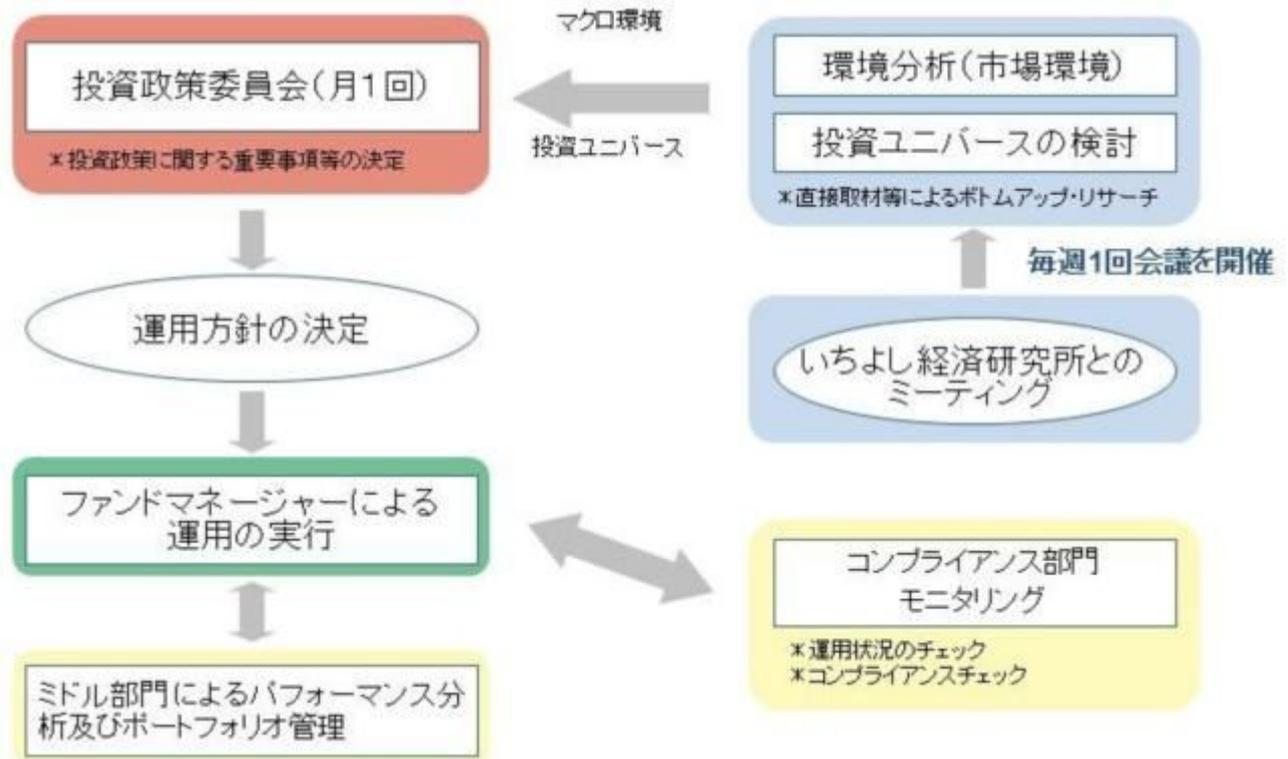 投資政策委員会(月1回)
*投資政策に関する重要事項等の決定
マクロ環境
投資ユニバース
環境分析(市場環境)
投資ユニバースの検討
*直接取材等によるボトムアップ・リサーチ
毎週1回会議を開催
いちよし経済研究所との
ミーティング
運用方針の決定
ファンドマネージャーによる
運用の実行
コンプライアンス部門
モニタリング
*運用状況のチェック
*コンプライアンスチェック
ミドル部門によるパフォーマンス分
析及びポートフォリオ管理